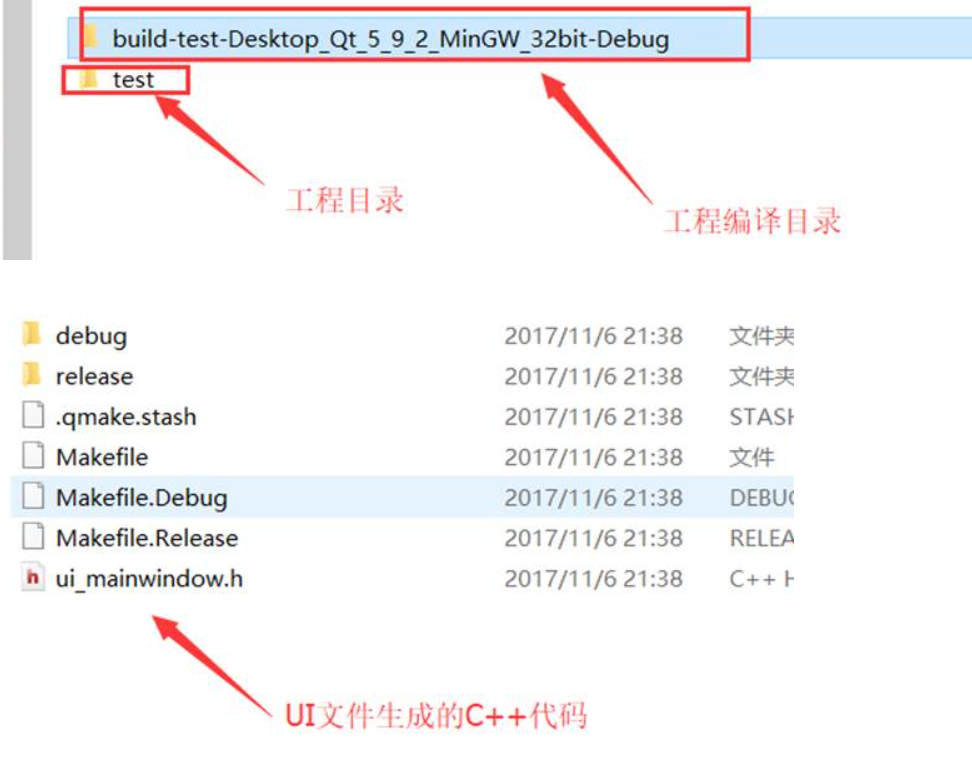 build-test-Desktop_Qt_5_9_2_MinGW_32bit-Debug
test
工程目录
工程编译目录
debug 2017/11/6 21:38 文件夹
release 2017/11/6 21:38 文件夹
.qmake.stash 2017/11/6 21:38 STASH
Makefile 2017/11/6 21:38 文件
Makefile.Debug 2017/11/6 21:38 DEBUG
Makefile.Release 2017/11/6 21:38 RELEA
ui_mainwindow.h 2017/11/6 21:38 C++ H
UI文件生成的C++代码